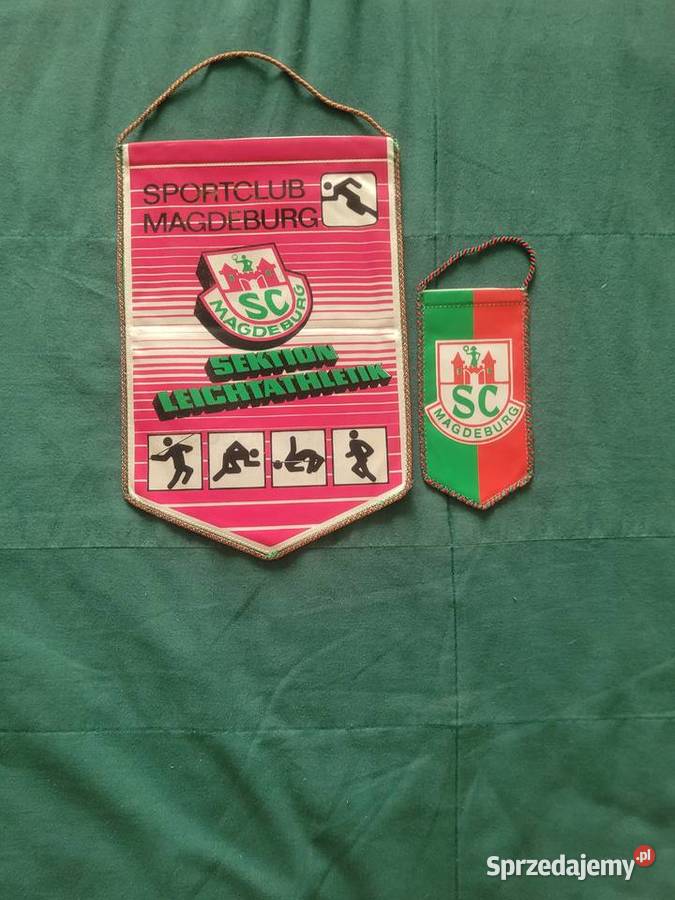 SPORTCLUB
MAGDEBURG
SC
MAGDEBURG
SEKTION
LEICHTATHLETIK
SC
MAGDEBURG
Sprzedajemy.pl